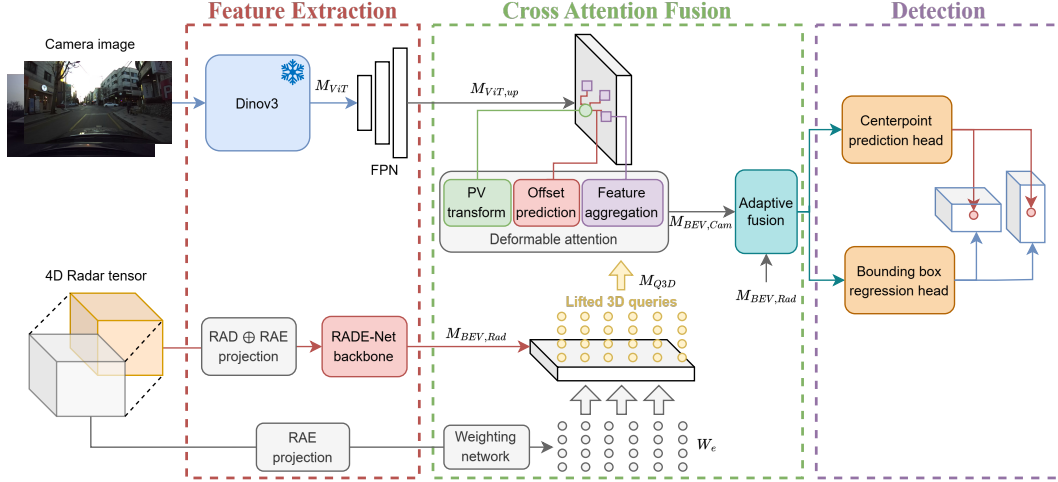 Feature Extraction
Cross Attention Fusion
Detection
Camera image
Dinov3
M_ViT
FPN
M_ViT,up
PV
transform
Offset
prediction
Feature
aggregation
Deformable attention
M_BEV,Cam
Adaptive
fusion
M_BEV,Rad
Centerpoint
prediction head
Bounding box
regression head
4D Radar tensor
RAD ⊕ RAE
projection
RADE-Net
backbone
M_BEV,Rad
M_Q3D
Lifted 3D queries
RAE
projection
Weighting
network
W_e